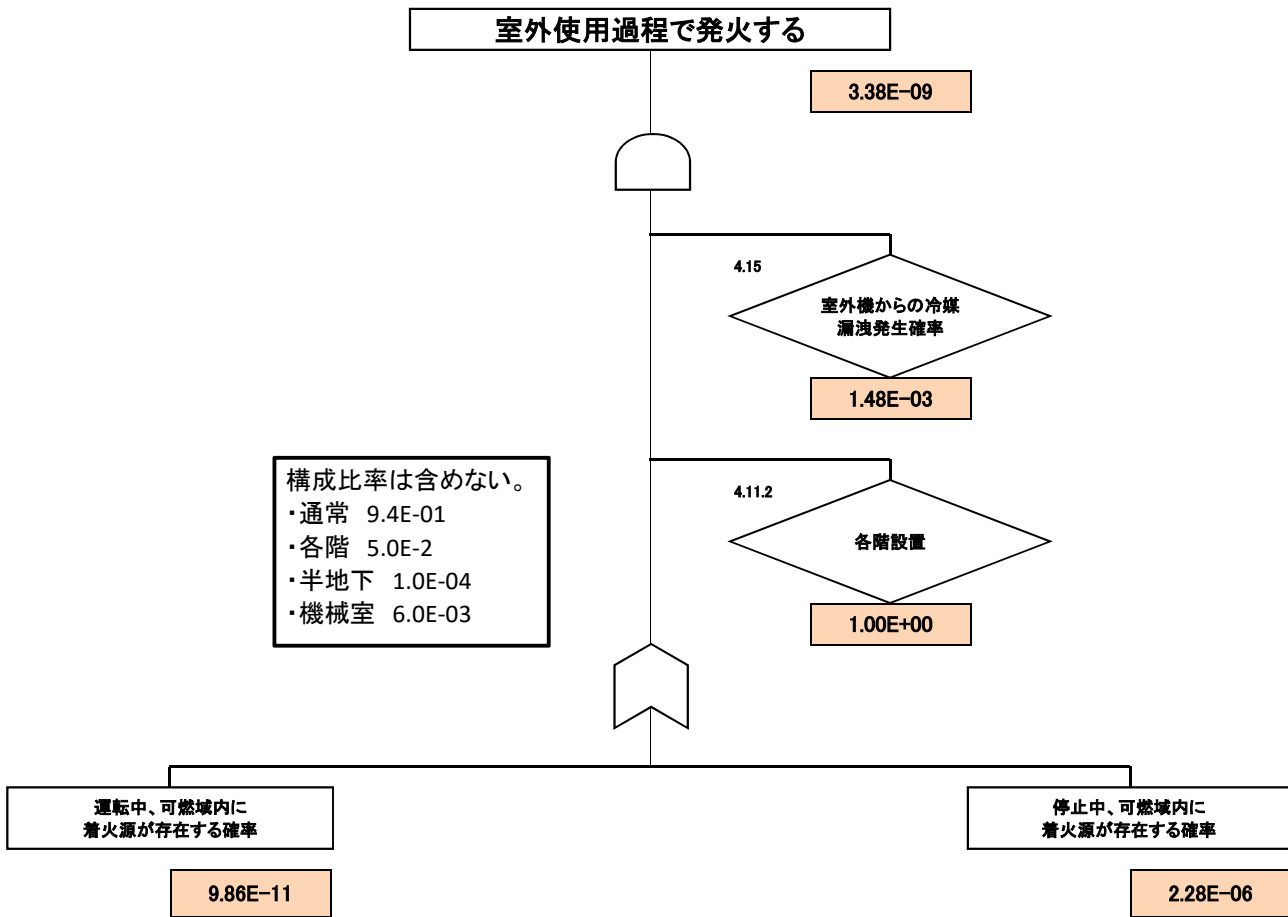 室外使用過程で発火する
3.38E-09
4.15
室外機からの冷媒
漏洩発生確率
1.48E-03
構成比率は含めない。
・通常 9.4E-01
・各階 5.0E-2
・半地下 1.0E-04
・機械室 6.0E-03
4.11.2
各階設置
1.00E+00
運転中、可燃域内に
着火源が存在する確率
9.86E-11
停止中、可燃域内に
着火源が存在する確率
2.28E-06